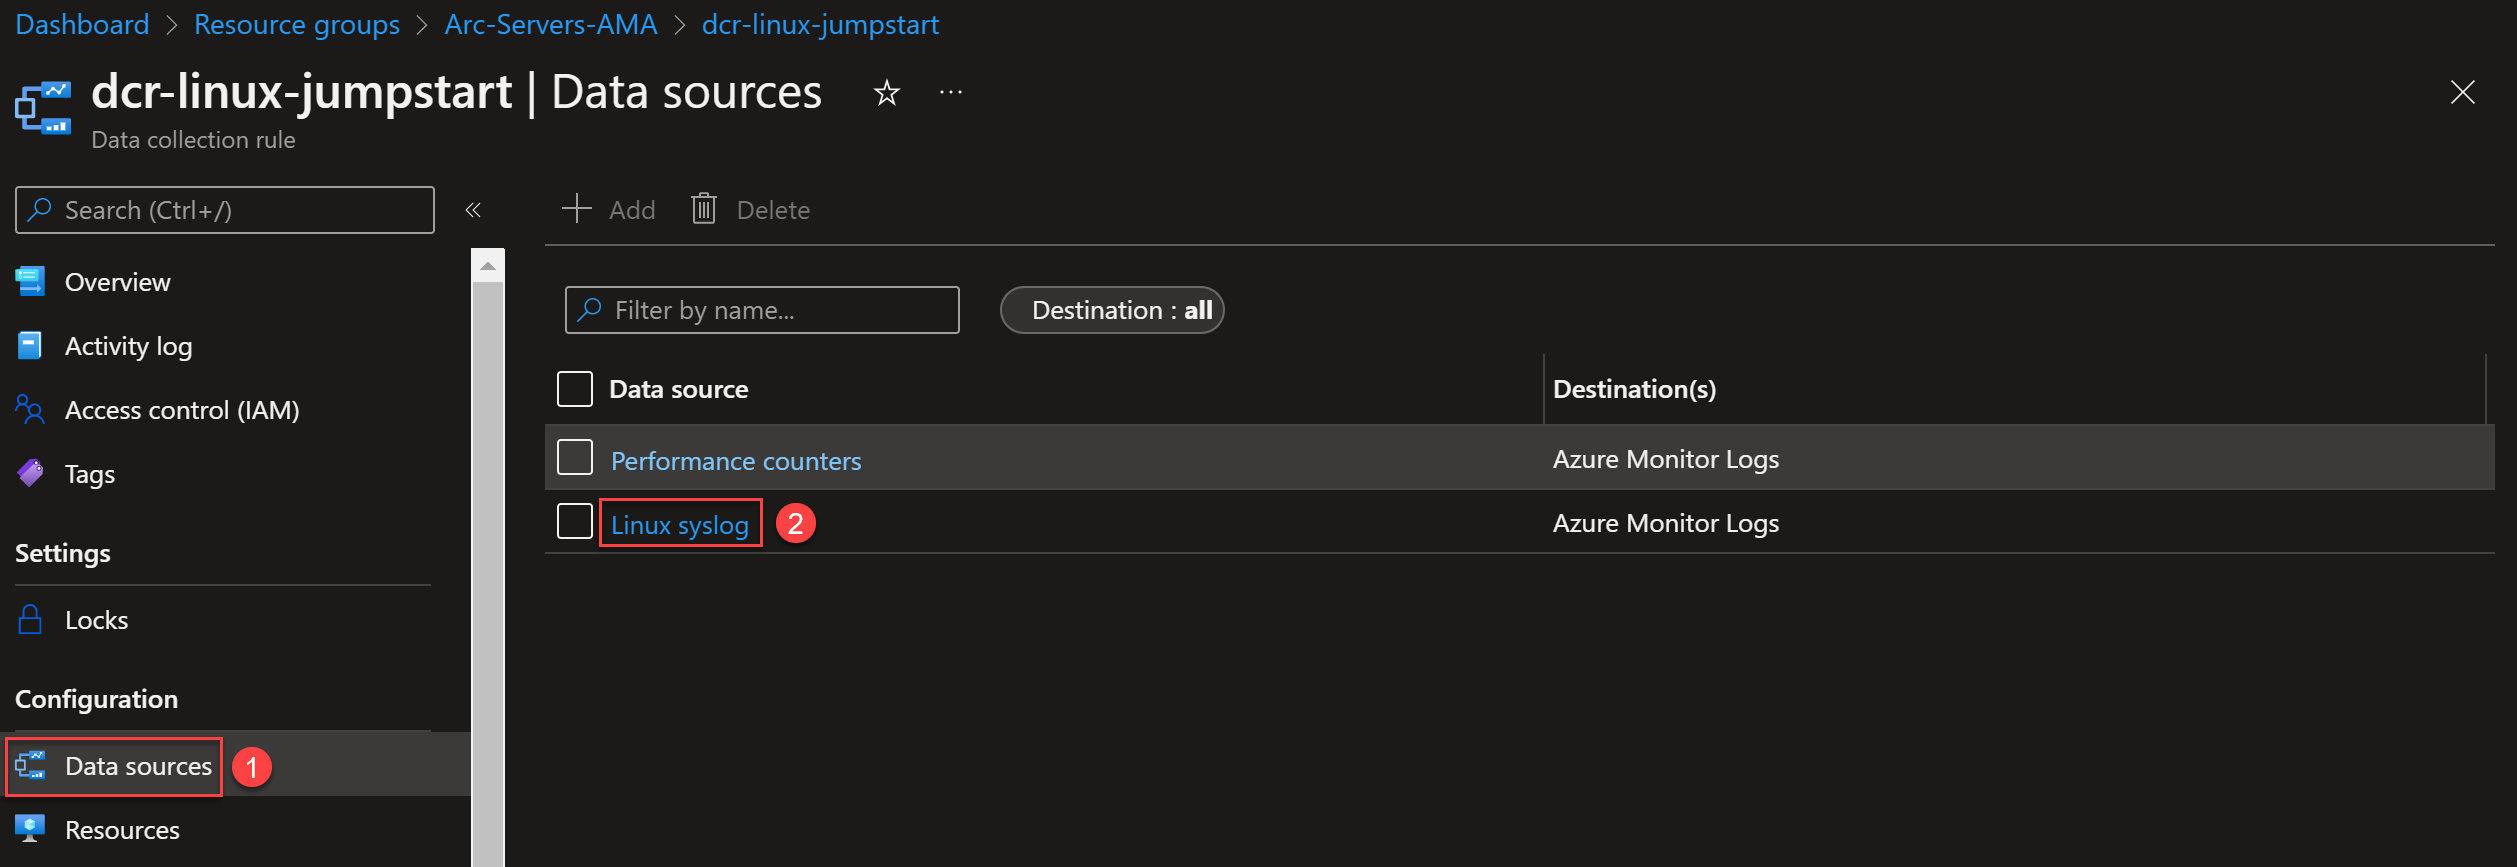 Dashboard > Resource groups > Arc-Servers-AMA > dcr-linux-jumpstart
dcr-linux-jumpstart | Data sources
Data collection rule
Search (Ctrl+/)
Overview
Activity log
Access control (IAM)
Tags
Settings
Locks
Configuration
Data sources 1
Resources
Add Delete
Filter by name... Destination : all
Data source Destination(s)
Performance counters Azure Monitor Logs
Linux syslog 2 Azure Monitor Logs